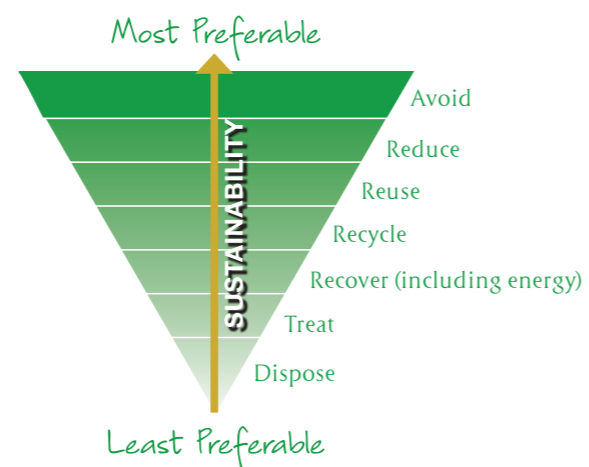 Most Preferable
Avoid
Reduce
Reuse
Recycle
Recover (including energy)
Treat
Dispose
SUSTAINABILITY
Least Preferable